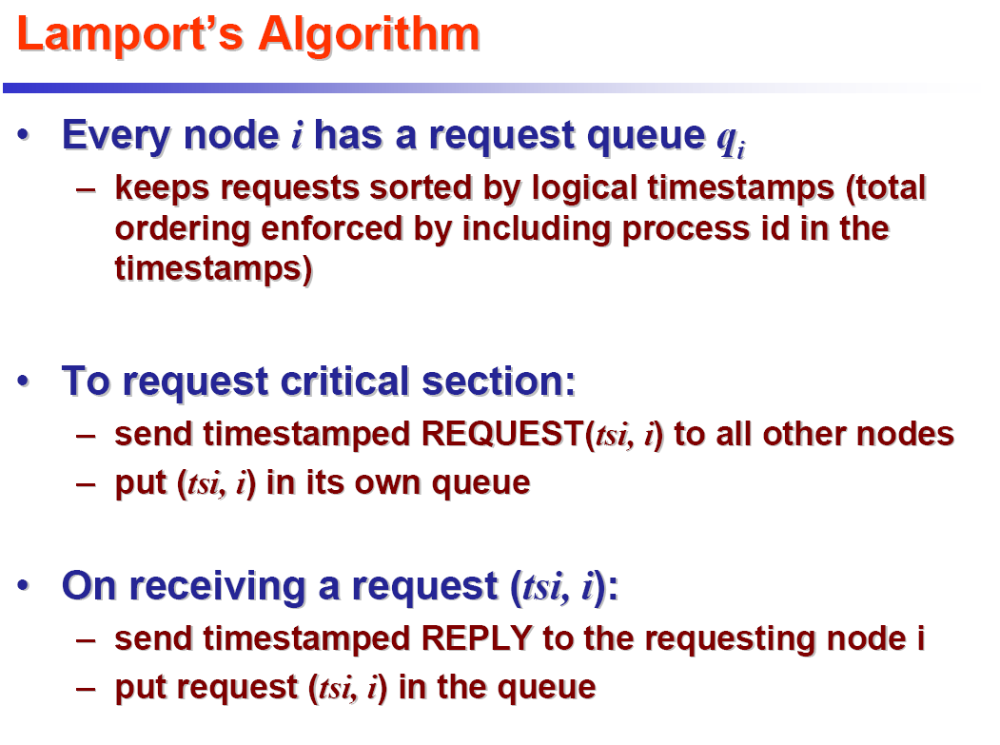 Lamport’s Algorithm
• Every node i has a request queue qi
– keeps requests sorted by logical timestamps (total
ordering enforced by including process id in the
timestamps)
• To request critical section:
– send timestamped REQUEST(tsi, i) to all other nodes
– put (tsi, i) in its own queue
• On receiving a request (tsi, i):
– send timestamped REPLY to the requesting node i
– put request (tsi, i) in the queue